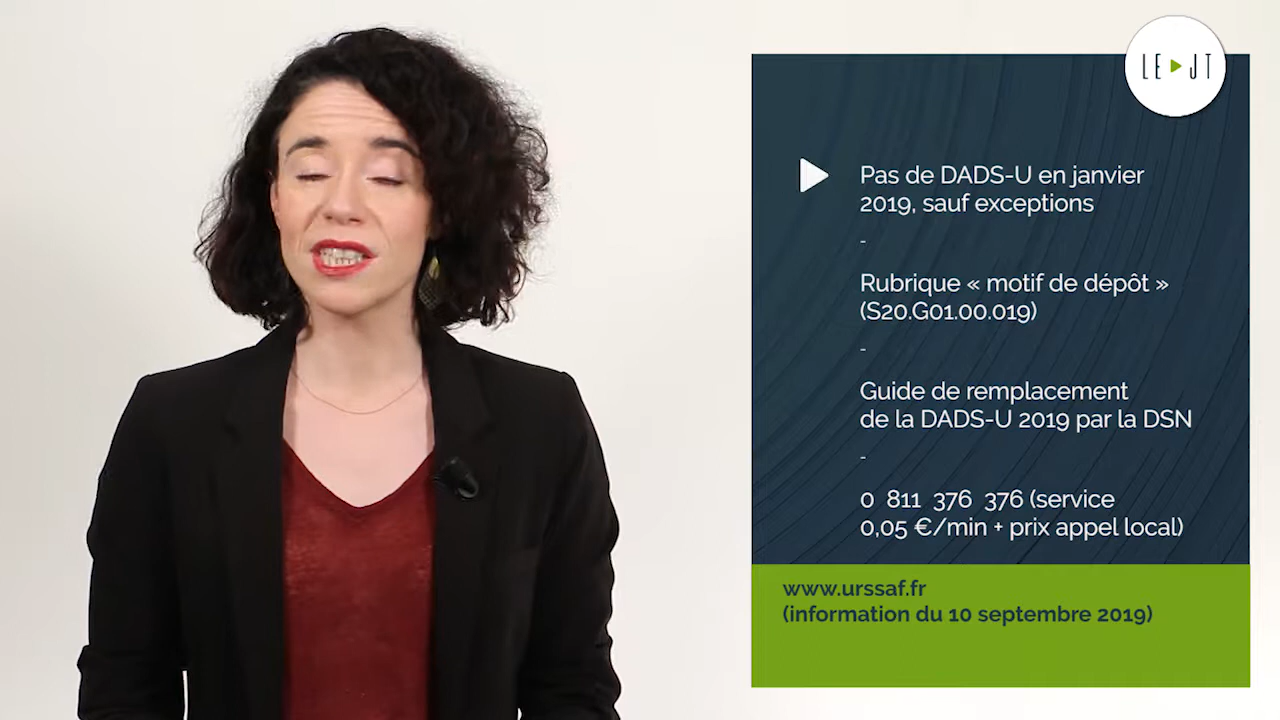 LE JT
Pas de DADS-U en janvier
2019, sauf exceptions
-
Rubrique « motif de dépôt »
(S20.G01.00.019)
-
Guide de remplacement
de la DADS-U 2019 par la DSN
-
0 811 376 376 (service
0,05 €/min + prix appel local)
www.urssaf.fr
(information du 10 septembre 2019)